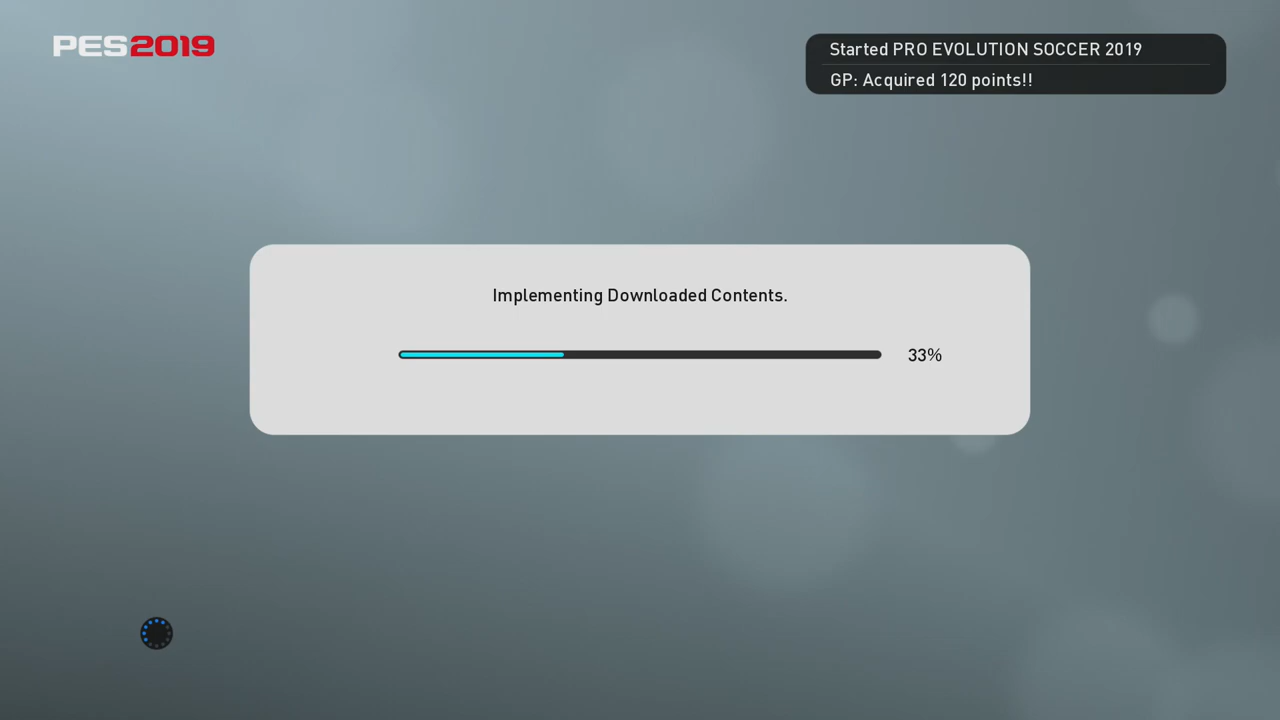 PES2019
Started PRO EVOLUTION SOCCER 2019
GP: Acquired 120 points!!
Implementing Downloaded Contents.
33%